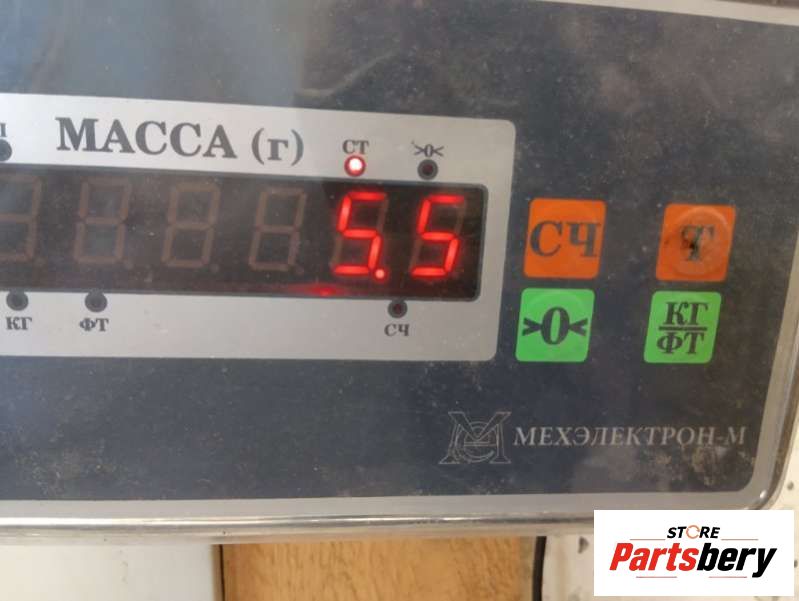 МАССА (г)
СТ
>0<
5.5
КГ
ФТ
СЧ
СЧ
Т
>0<
КГ
ФТ
МЕХЭЛЕКТРОН-М
STORE
Partsbery